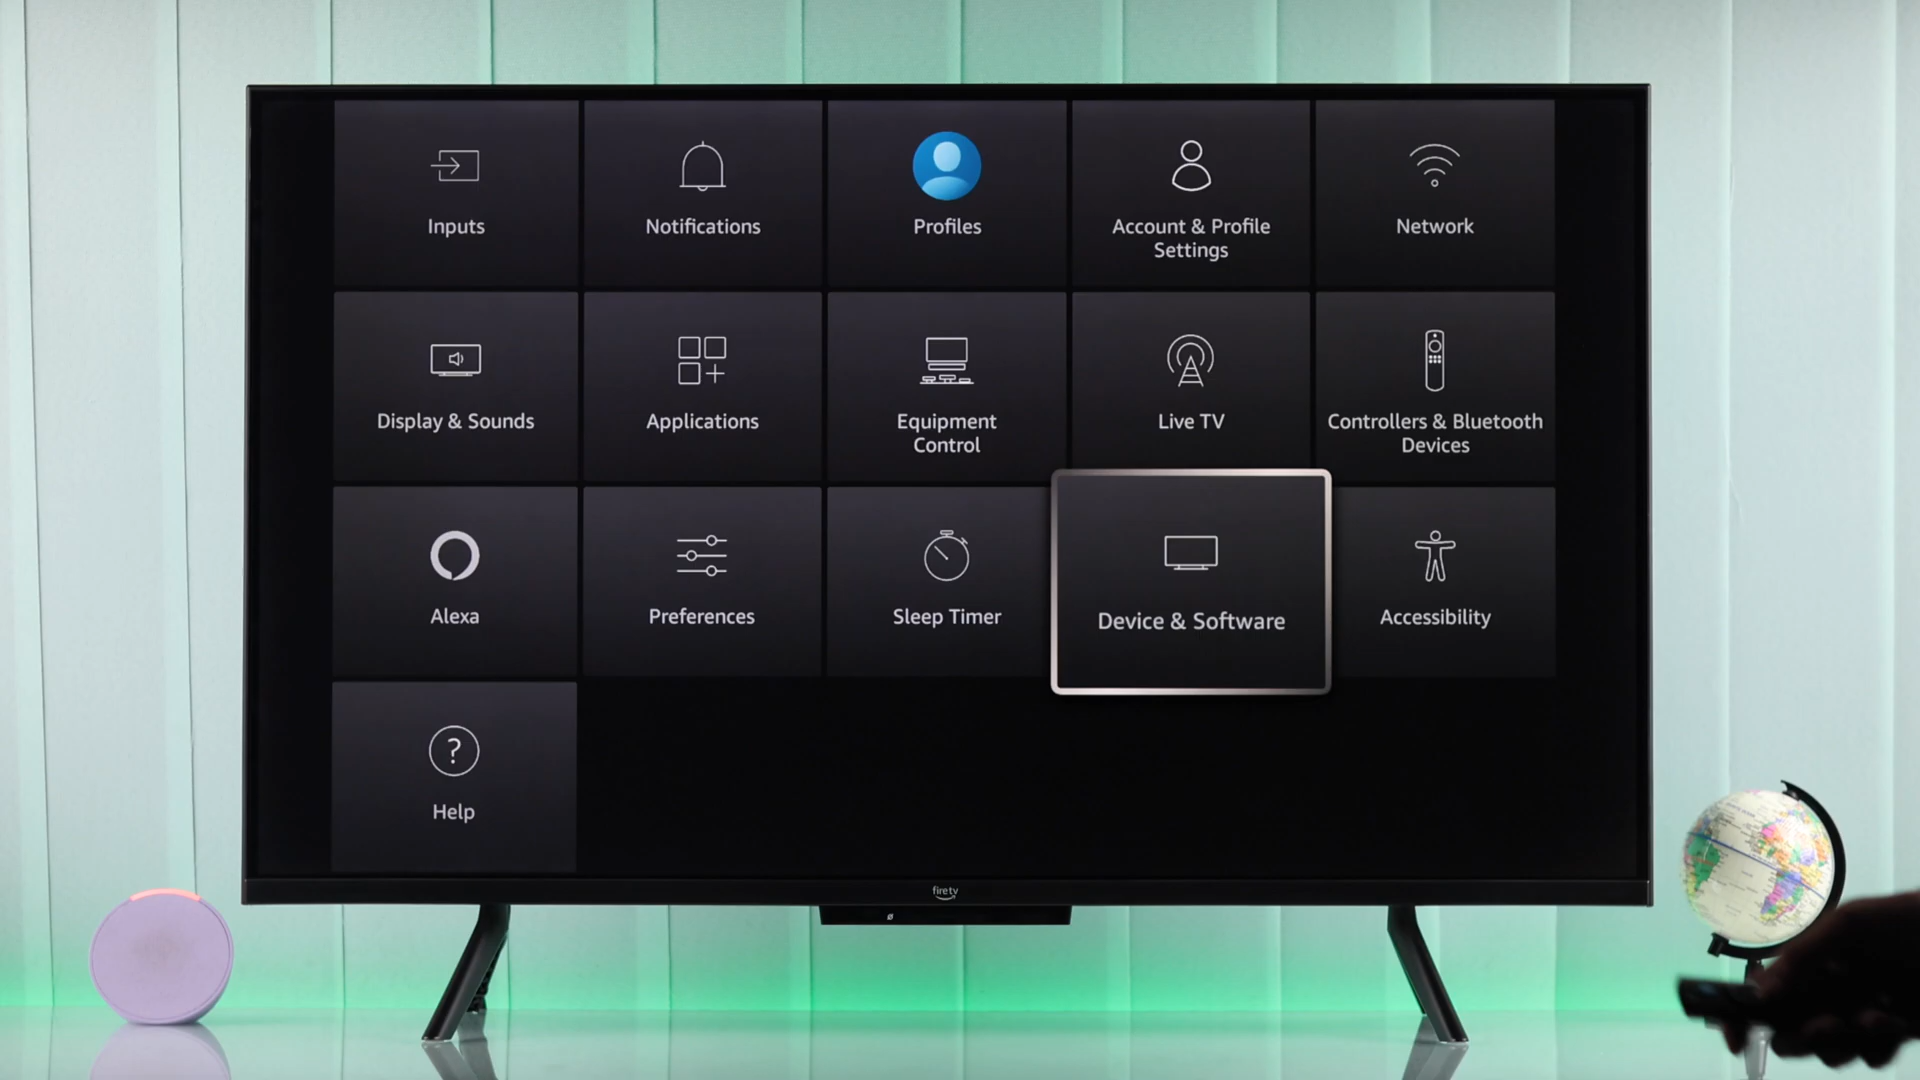 Inputs
Notifications
Profiles
Account & Profile
Settings
Network
Display & Sounds
Applications
Equipment
Control
Live TV
Controllers & Bluetooth
Devices
Alexa
Preferences
Sleep Timer
Device & Software
Accessibility
?
Help
firetv